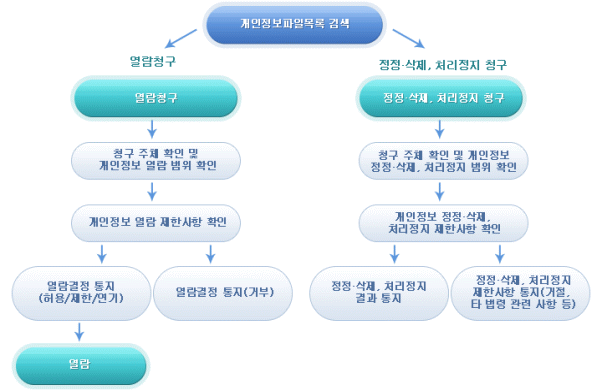 개인정보파일목록 검색
열람청구
정정·삭제, 처리정지 청구
열람청구
정정·삭제, 처리정지 청구
청구 주체 확인 및
개인정보 열람 범위 확인
청구 주체 확인 및 개인정보
정정·삭제, 처리정지 범위 확인
개인정보 열람 제한사항 확인
개인정보 정정·삭제,
처리정지 제한사항 확인
열람결정 통지
(허용/제한/연기)
열람결정 통지(거부)
정정·삭제, 처리정지
결과 통지
정정·삭제, 처리정지
제한사항 통지(거절,
타 법령 관련 사항 등)
열람